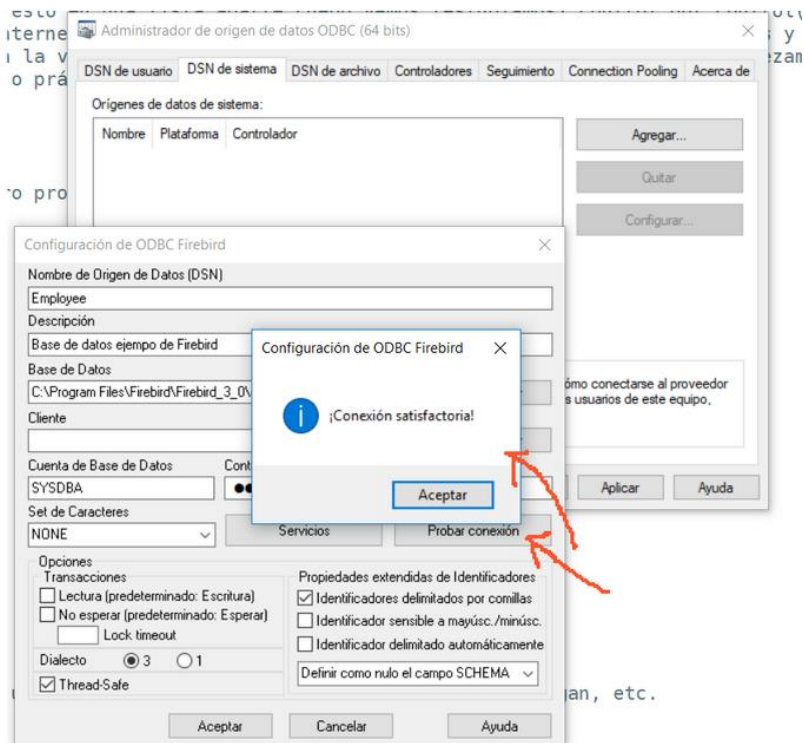 Administrador de origen de datos ODBC (64 bits)
DSN de usuario DSN de sistema DSN de archivo Controladores Seguimiento Connection Pooling Acerca de
Orígenes de datos de sistema:
Nombre Plataforma Controlador
Agregar...
Quitar
Configurar...
ómo conectarse al proveedor
s usuarios de este equipo,
Aplicar Ayuda
Configuración de ODBC Firebird
Nombre de Origen de Datos (DSN)
Employee
Descripción
Base de datos ejempo de Firebird
Base de Datos
C:\Program Files\Firebird\Firebird_3_0\
Cliente
Cuenta de Base de Datos Cont
SYSDBA
Set de Caracteres
NONE
Servicios
Probar conexión
Configuración de ODBC Firebird
¡Conexión satisfactoria!
Aceptar
Opciones
Transacciones
Lectura (predeterminado: Escritura)
No esperar (predeterminado: Esperar)
Lock timeout
Dialecto 3 1
Thread-Safe
Propiedades extendidas de Identificadores
Identificadores delimitados por comillas
Identificador sensible a mayúsc./minúsc.
Identificador delimitado automáticamente
Definir como nulo el campo SCHEMA
Aceptar Cancelar Ayuda
an, etc.